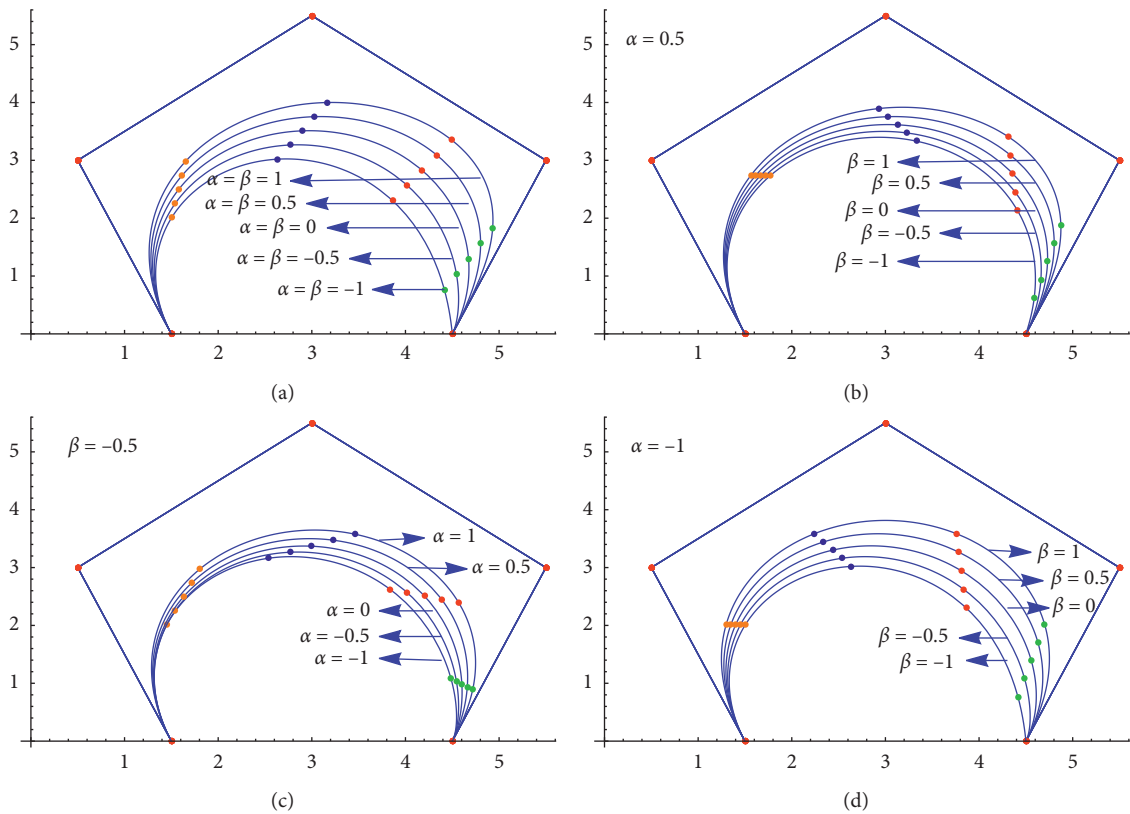 5
4
3
2
1
α = β = 1
α = β = 0.5
α = β = 0
α = β = –0.5
α = β = –1
1 2 3 4 5
(a)
α = 0.5
5
4
3
2
1
β = 1
β = 0.5
β = 0
β = –0.5
β = –1
1 2 3 4 5
(b)
β = –0.5
5
4
3
2
1
α = 1
α = 0.5
α = 0
α = –0.5
α = –1
1 2 3 4 5
(c)
α = –1
5
4
3
2
1
β = 1
β = 0.5
β = 0
β = –0.5
β = –1
1 2 3 4 5
(d)